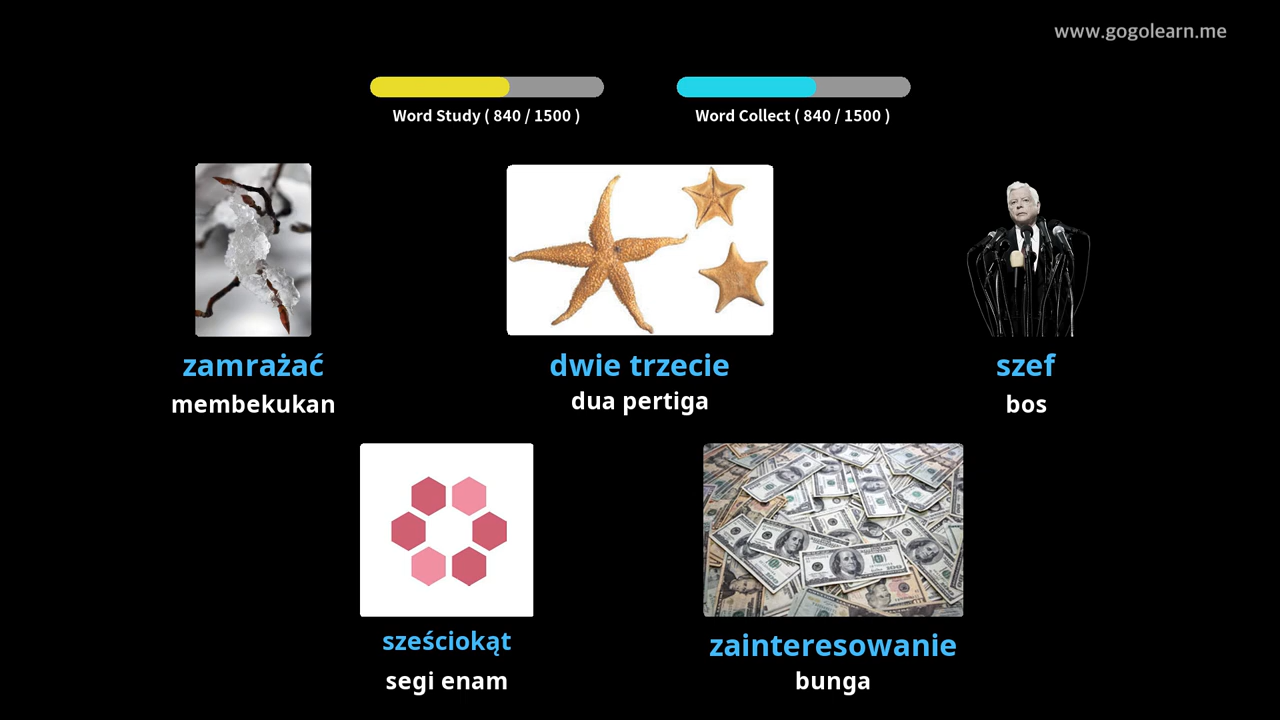 www.gogolearn.me
Word Study ( 840 / 1500 )
Word Collect ( 840 / 1500 )
zamrażać
membekukan
dwie trzecie
dua pertiga
szef
bos
sześciokąt
segi enam
zainteresowanie
bunga